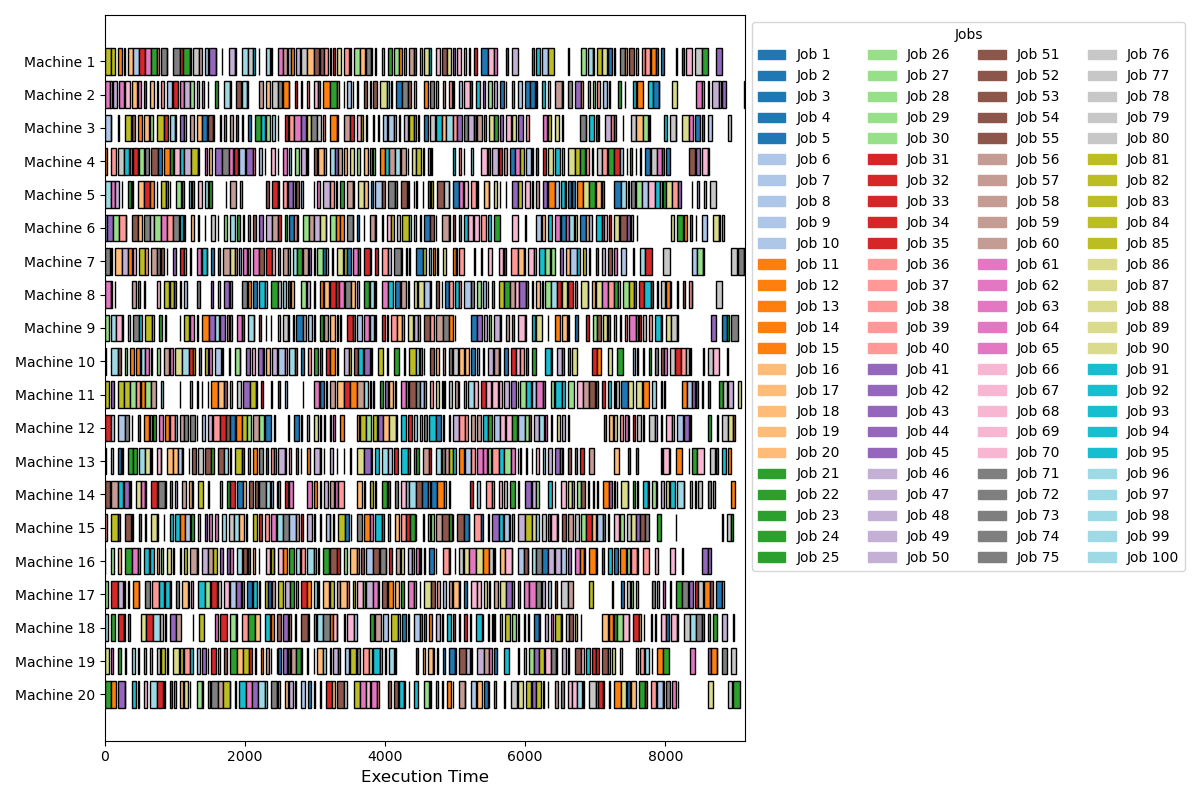 Jobs
Machine 1
Machine 2
Machine 3
Machine 4
Machine 5
Machine 6
Machine 7
Machine 8
Machine 9
Machine 10
Machine 11
Machine 12
Machine 13
Machine 14
Machine 15
Machine 16
Machine 17
Machine 18
Machine 19
Machine 20
0 2000 4000 6000 8000
Execution Time
Job 1 Job 26 Job 51 Job 76
Job 2 Job 27 Job 52 Job 77
Job 3 Job 28 Job 53 Job 78
Job 4 Job 29 Job 54 Job 79
Job 5 Job 30 Job 55 Job 80
Job 6 Job 31 Job 56 Job 81
Job 7 Job 32 Job 57 Job 82
Job 8 Job 33 Job 58 Job 83
Job 9 Job 34 Job 59 Job 84
Job 10 Job 35 Job 60 Job 85
Job 11 Job 36 Job 61 Job 86
Job 12 Job 37 Job 62 Job 87
Job 13 Job 38 Job 63 Job 88
Job 14 Job 39 Job 64 Job 89
Job 15 Job 40 Job 65 Job 90
Job 16 Job 41 Job 66 Job 91
Job 17 Job 42 Job 67 Job 92
Job 18 Job 43 Job 68 Job 93
Job 19 Job 44 Job 69 Job 94
Job 20 Job 45 Job 70 Job 95
Job 21 Job 46 Job 71 Job 96
Job 22 Job 47 Job 72 Job 97
Job 23 Job 48 Job 73 Job 98
Job 24 Job 49 Job 74 Job 99
Job 25 Job 50 Job 75 Job 100